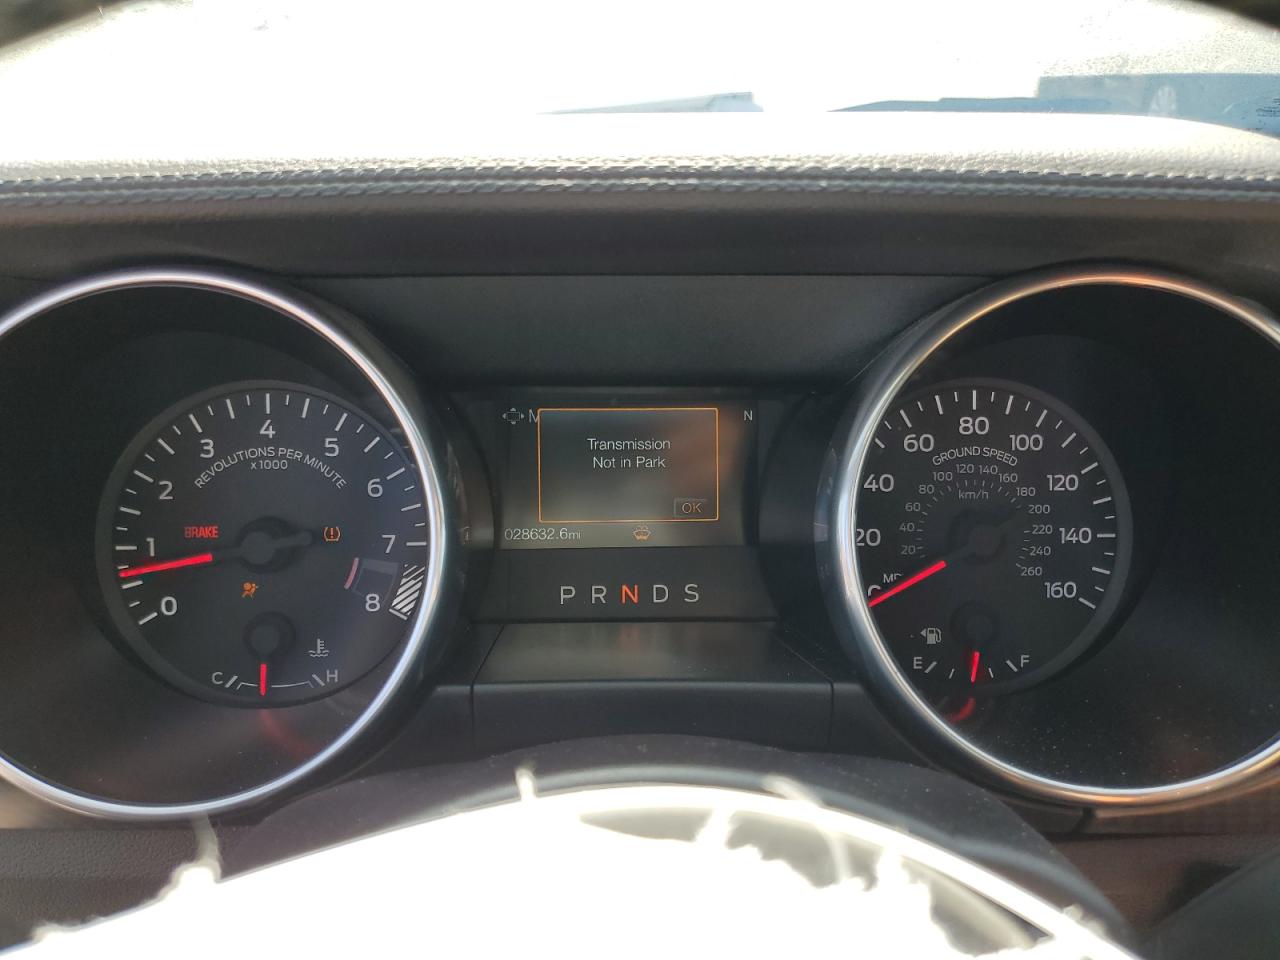 0
1
2
3
4
5
6
7
8
REVOLUTIONS PER MINUTE
x1000
BRAKE
C
H
M
N
Transmission
Not in Park
OK
028632.6mi
P R N D S
20
40
60
80
100
120
140
160
GROUND SPEED
20
40
60
80
100
120
140
160
180
200
220
240
260
km/h
E
F